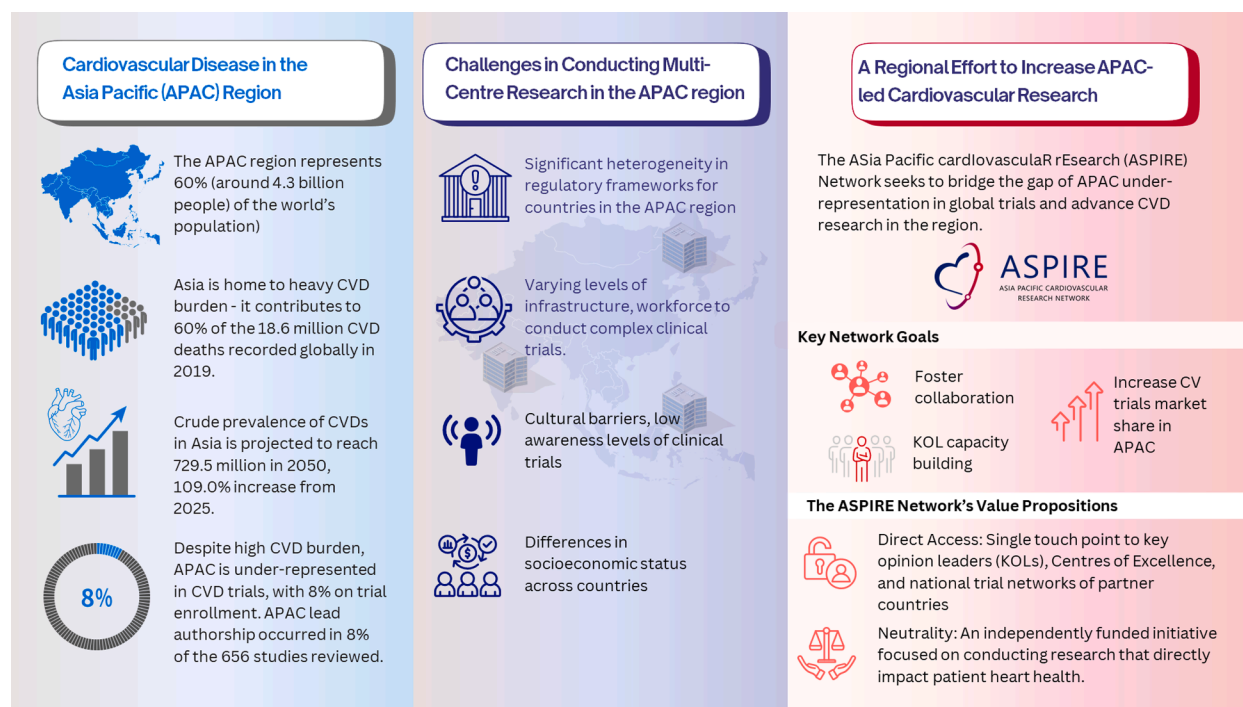 Cardiovascular Disease in the
Asia Pacific (APAC) Region
The APAC region represents
60% (around 4.3 billion
people) of the world's
population)
Asia is home to heavy CVD
burden - it contributes to
60% of the 18.6 million CVD
deaths recorded globally in
2019.
Crude prevalence of CVDs
in Asia is projected to reach
729.5 million in 2050,
109.0% increase from
2025.
8%
Despite high CVD burden,
APAC is under-represented
in CVD trials, with 8% on trial
enrollment. APAC lead
authorship occurred in 8%
of the 656 studies reviewed.
Challenges in Conducting Multi-
Centre Research in the APAC region
Significant heterogeneity in
regulatory frameworks for
countries in the APAC region
Varying levels of
infrastructure, workforce to
conduct complex clinical
trials.
Cultural barriers, low
awareness levels of clinical
trials
Differences in
socioeconomic status
across countries
A Regional Effort to Increase APAC-
led Cardiovascular Research
The ASia Pacific cardIovasculaR rEsearch (ASPIRE)
Network seeks to bridge the gap of APAC under-
representation in global trials and advance CVD
research in the region.
ASPIRE
ASIA PACIFIC CARDIOVASCULAR
RESEARCH NETWORK
Key Network Goals
Foster
collaboration
KOL capacity
building
Increase CV
trials market
share in
APAC
The ASPIRE Network's Value Propositions
Direct Access: Single touch point to key
opinion leaders (KOLs), Centres of Excellence,
and national trial networks of partner
countries
Neutrality: An independently funded initiative
focused on conducting research that directly
impact patient heart health.